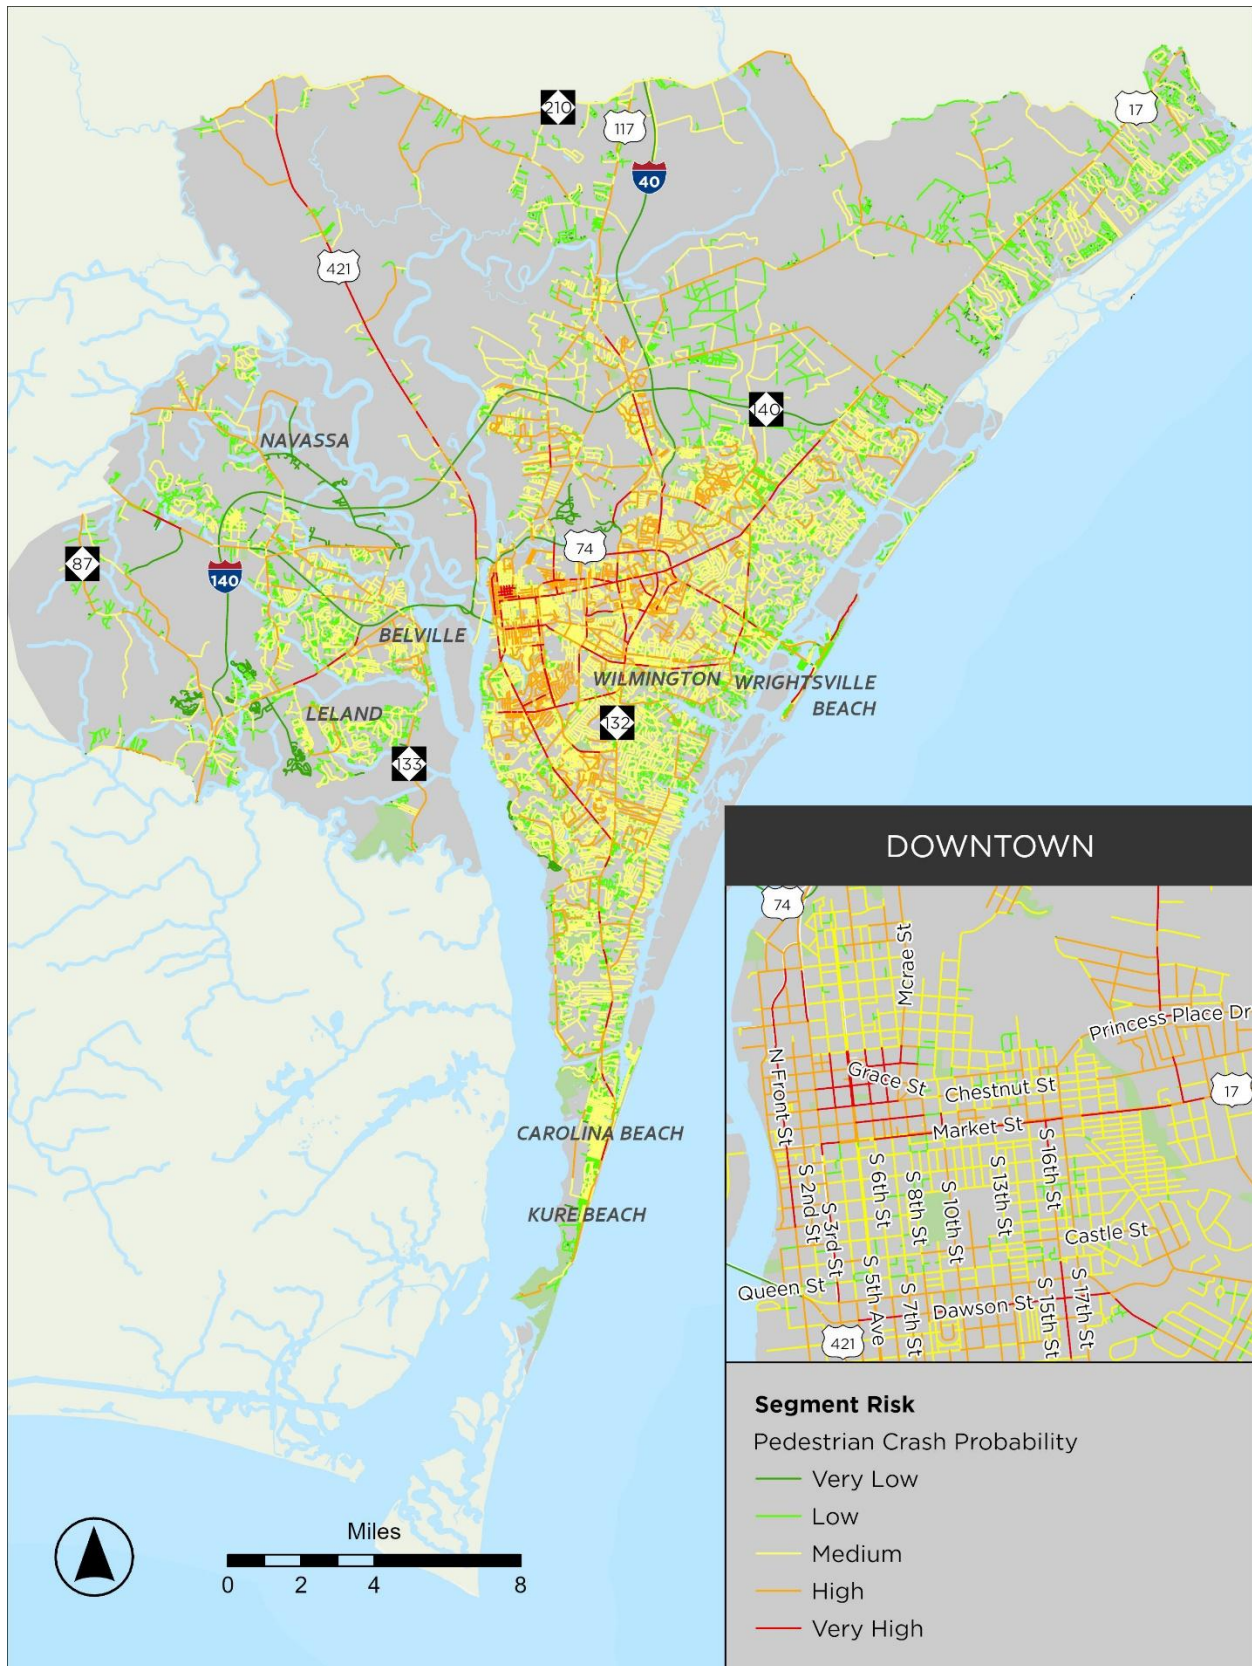 210
117
17
40
421
140
NAVASSA
87
74
140
BELVILLE
WILMINGTON
WRIGHTSVILLE
BEACH
LELAND
132
133
CAROLINA BEACH
KURE BEACH
DOWNTOWN
74
Mcrae St
Princess Place Dr
N Front St
Grace St
Chestnut St
17
Market St
S 2nd St
S 3rd St
S 6th St
S 8th St
S 10th St
S 13th St
S 16th St
Castle St
Queen St
S 5th Ave
S 7th St
Dawson St
S 15th St
S 17th St
421
Segment Risk
Pedestrian Crash Probability
Very Low
Low
Medium
High
Very High
Miles
0 2 4 8